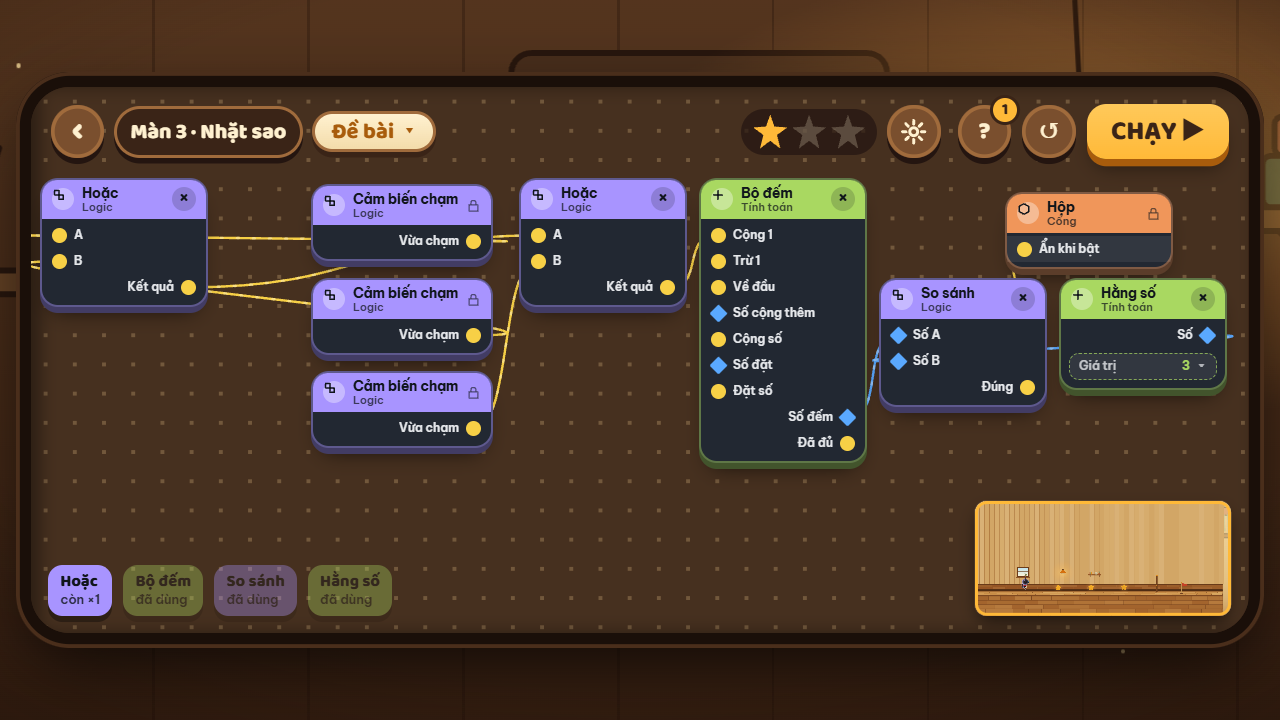 Màn 3 · Nhặt sao
Đề bài
?
1
CHẠY
Hoặc
Logic
A
B
Kết quả
Cảm biến chạm
Logic
Vừa chạm
Cảm biến chạm
Logic
Vừa chạm
Cảm biến chạm
Logic
Vừa chạm
Hoặc
Logic
A
B
Kết quả
Bộ đếm
Tính toán
Cộng 1
Trừ 1
Về đầu
Số cộng thêm
Cộng số
Số đặt
Đặt số
Số đếm
Đã đủ
So sánh
Logic
Số A
Số B
Đúng
Hộp
Cổng
Ẩn khi bật
Hằng số
Tính toán
Số
Giá trị 3
Hoặc
còn ×1
Bộ đếm
đã dùng
So sánh
đã dùng
Hằng số
đã dùng